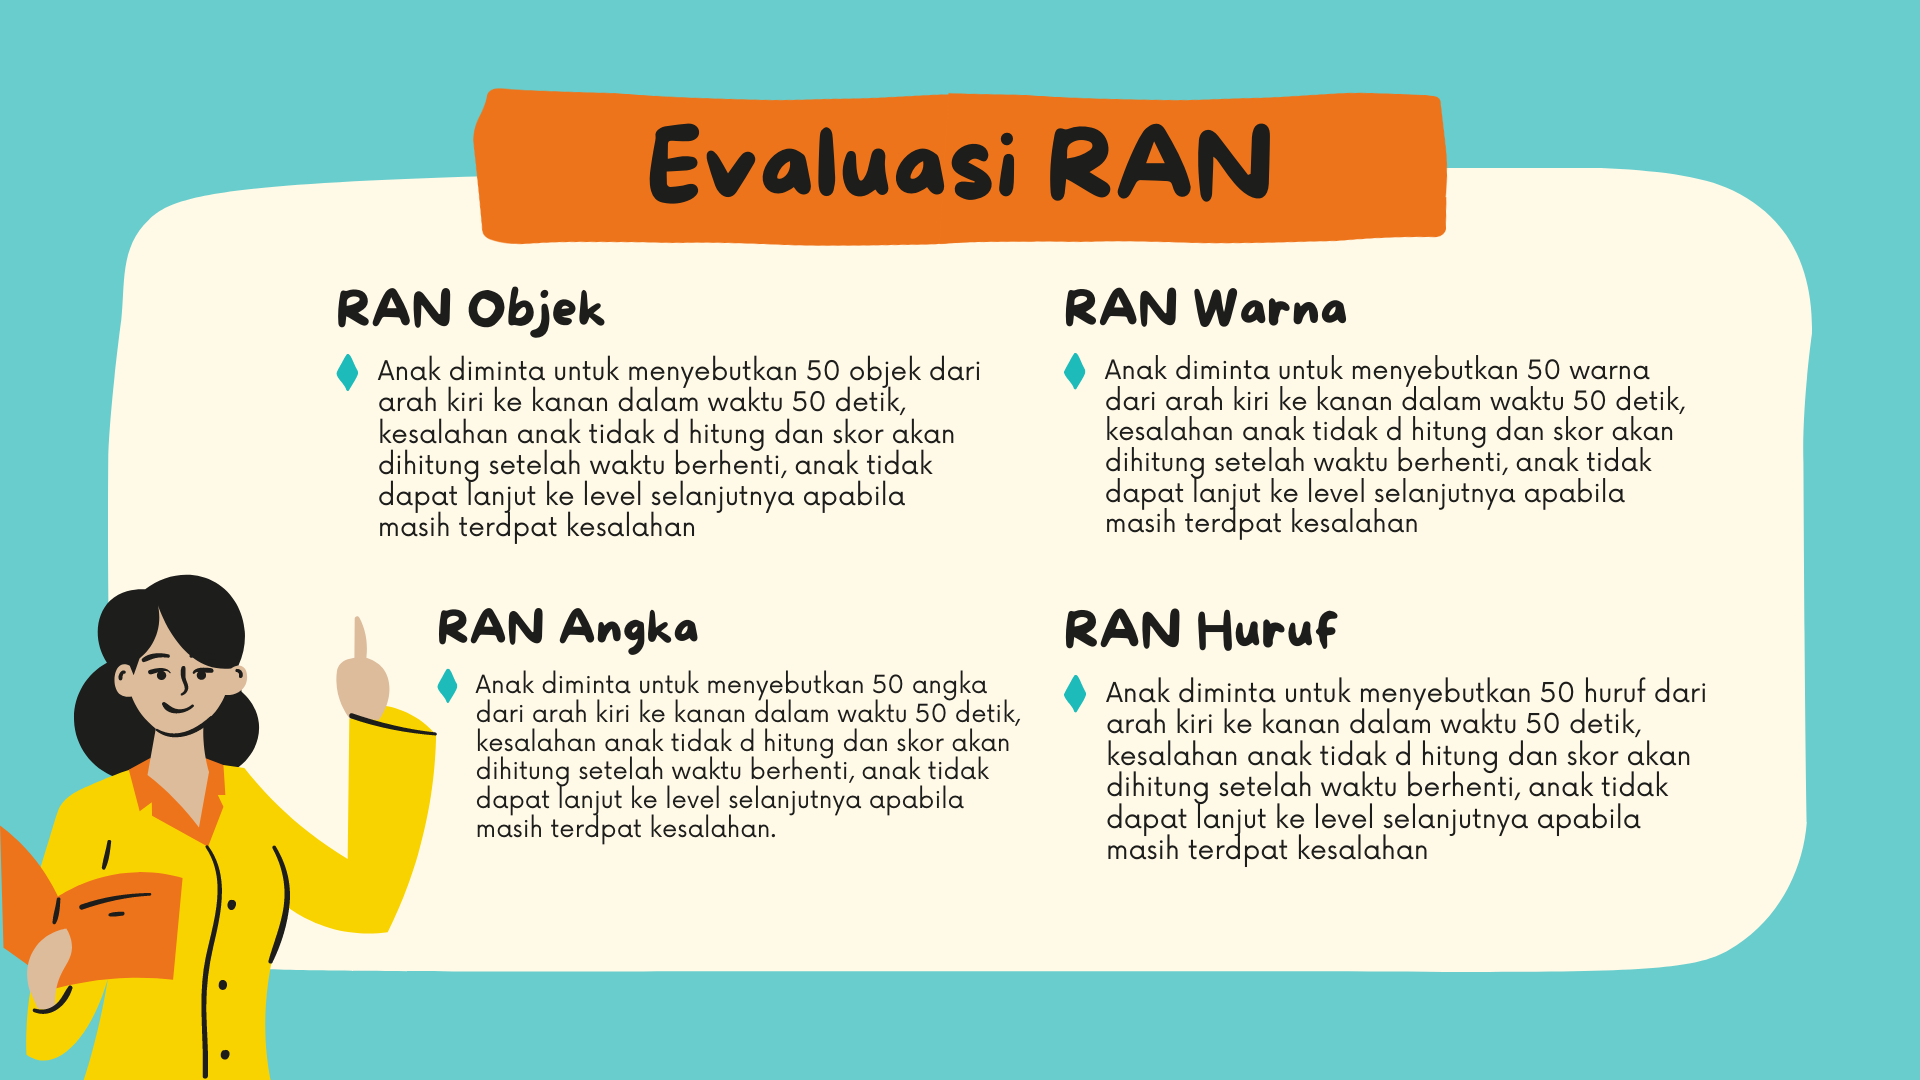 Evaluasi RAN
RAN Objek
Anak diminta untuk menyebutkan 50 objek dari
arah kiri ke kanan dalam waktu 50 detik,
kesalahan anak tidak d hitung dan skor akan
dihitung setelah waktu berhenti, anak tidak
dapat lanjut ke level selanjutnya apabila
masih terdpat kesalahan
RAN Warna
Anak diminta untuk menyebutkan 50 warna
dari arah kiri ke kanan dalam waktu 50 detik,
kesalahan anak tidak d hitung dan skor akan
dihitung setelah waktu berhenti, anak tidak
dapat lanjut ke level selanjutnya apabila
masih terdpat kesalahan
RAN Angka
Anak diminta untuk menyebutkan 50 angka
dari arah kiri ke kanan dalam waktu 50 detik,
kesalahan anak tidak d hitung dan skor akan
dihitung setelah waktu berhenti, anak tidak
dapat lanjut ke level selanjutnya apabila
masih terdpat kesalahan.
RAN Huruf
Anak diminta untuk menyebutkan 50 huruf dari
arah kiri ke kanan dalam waktu 50 detik,
kesalahan anak tidak d hitung dan skor akan
dihitung setelah waktu berhenti, anak tidak
dapat lanjut ke level selanjutnya apabila
masih terdpat kesalahan